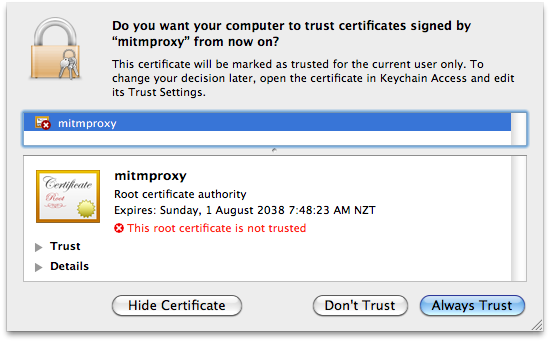 Do you want your computer to trust certificates signed by
“mitmproxy” from now on?
This certificate will be marked as trusted for the current user only. To
change your decision later, open the certificate in Keychain Access and edit
its Trust Settings.
mitmproxy
Certificate
Root
mitmproxy
Root certificate authority
Expires: Sunday, 1 August 2038 7:48:23 AM NZT
This root certificate is not trusted
Trust
Details
Hide Certificate
Don't Trust
Always Trust